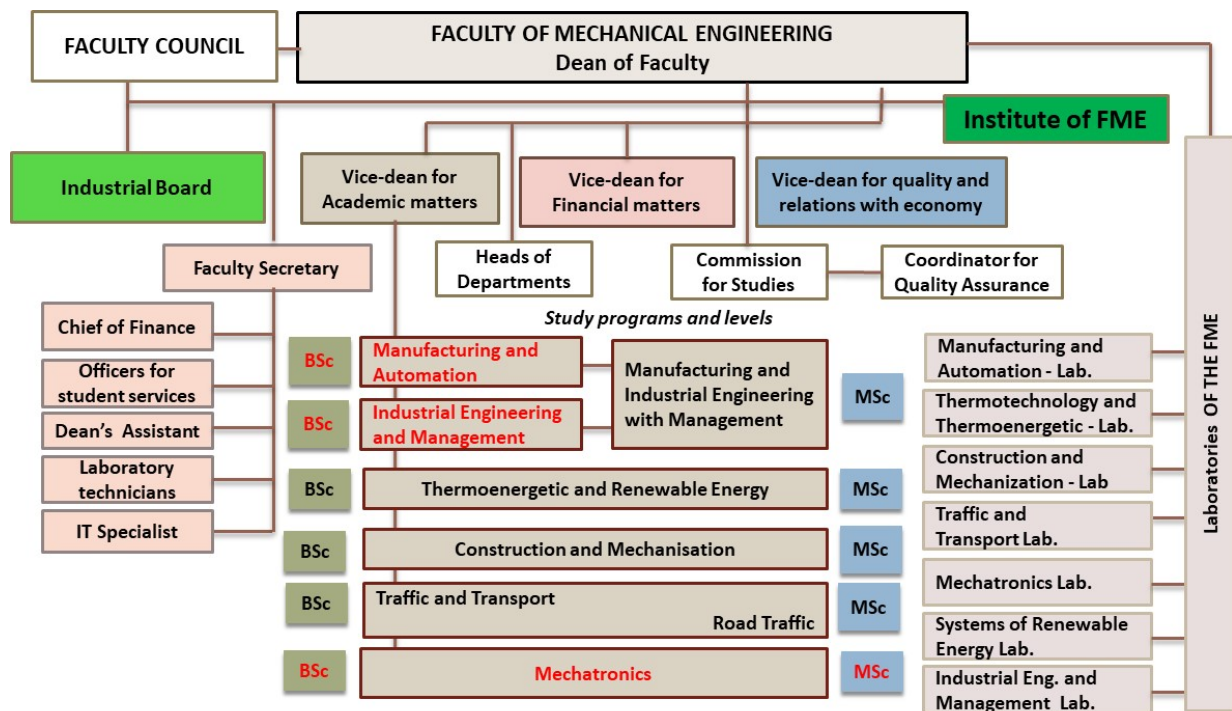 FACULTY COUNCIL
FACULTY OF MECHANICAL ENGINEERING
Dean of Faculty
Institute of FME
Industrial Board
Vice-dean for
Academic matters
Vice-dean for
Financial matters
Vice-dean for quality and
relations with economy
Faculty Secretary
Heads of
Departments
Commission
for Studies
Coordinator for
Quality Assurance
Chief of Finance
Officers for
student services
Dean's Assistant
Laboratory
technicians
IT Specialist
Study programs and levels
BSc
Manufacturing and
Automation
BSc
Industrial Engineering
and Management
Manufacturing and
Industrial Engineering
with Management
MSc
BSc
Thermoenergetic and Renewable Energy
MSc
BSc
Construction and Mechanisation
MSc
BSc
Traffic and Transport
Road Traffic
MSc
BSc
Mechatronics
MSc
Manufacturing and
Automation - Lab.
Thermotechnology and
Thermoenergetic - Lab.
Construction and
Mechanization - Lab
Traffic and
Transport Lab.
Mechatronics Lab.
Systems of Renewable
Energy Lab.
Industrial Eng. and
Management Lab.
Laboratories OF THE FME